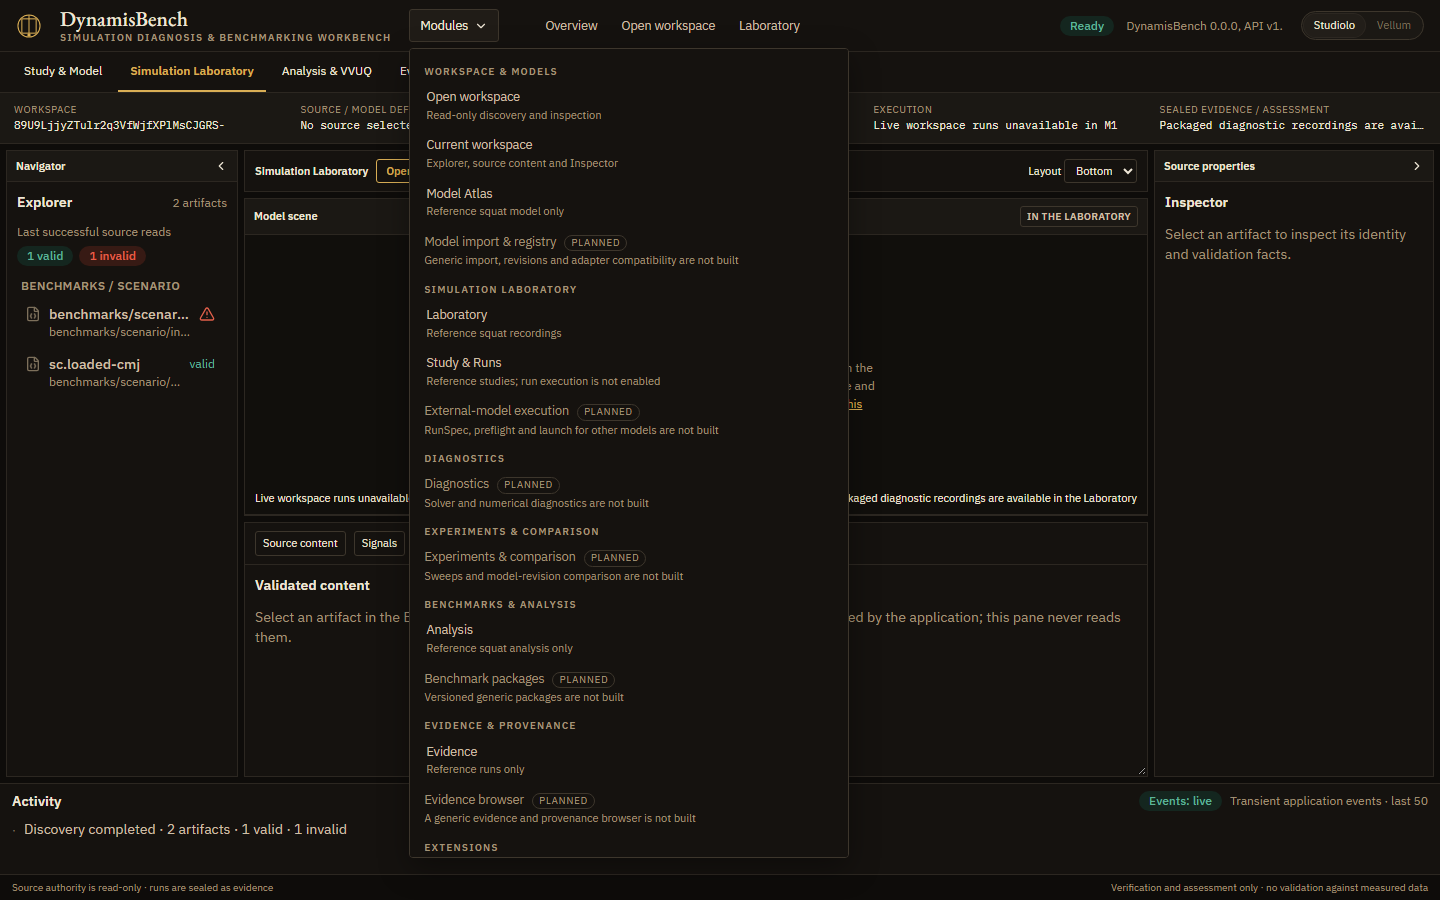 DynamisBench
SIMULATION DIAGNOSIS & BENCHMARKING WORKBENCH
Modules
Overview
Open workspace
Laboratory
Ready
DynamisBench 0.0.0, API v1.
Studiolo
Vellum
Study & Model
Simulation Laboratory
Analysis & VVUQ
WORKSPACE
89U9LjjyZTulr2q3VfWjfXPlMsCJGRS-
SOURCE / MODEL DEF
No source selecte
EXECUTION
Live workspace runs unavailable in M1
SEALED EVIDENCE / ASSESSMENT
Packaged diagnostic recordings are avai…
Navigator
Explorer
2 artifacts
Last successful source reads
1 valid
1 invalid
BENCHMARKS / SCENARIO
benchmarks/scenar...
benchmarks/scenario/in...
sc.loaded-cmj
valid
benchmarks/scenario/...
Simulation Laboratory
Open
Layout
Bottom
Model scene
IN THE LABORATORY
n the
e and
his
Live workspace runs unavailabl
kaged diagnostic recordings are available in the Laboratory
Source content
Signals
Validated content
Select an artifact in the E
ed by the application; this pane never reads
them.
WORKSPACE & MODELS
Open workspace
Read-only discovery and inspection
Current workspace
Explorer, source content and Inspector
Model Atlas
Reference squat model only
Model import & registry PLANNED
Generic import, revisions and adapter compatibility are not built
SIMULATION LABORATORY
Laboratory
Reference squat recordings
Study & Runs
Reference studies; run execution is not enabled
External-model execution PLANNED
RunSpec, preflight and launch for other models are not built
DIAGNOSTICS
Diagnostics PLANNED
Solver and numerical diagnostics are not built
EXPERIMENTS & COMPARISON
Experiments & comparison PLANNED
Sweeps and model-revision comparison are not built
BENCHMARKS & ANALYSIS
Analysis
Reference squat analysis only
Benchmark packages PLANNED
Versioned generic packages are not built
EVIDENCE & PROVENANCE
Evidence
Reference runs only
Evidence browser PLANNED
A generic evidence and provenance browser is not built
EXTENSIONS
Source properties
Inspector
Select an artifact to inspect its identity
and validation facts.
Activity
· Discovery completed · 2 artifacts · 1 valid · 1 invalid
Events: live
Transient application events · last 50
Source authority is read-only · runs are sealed as evidence
Verification and assessment only · no validation against measured data